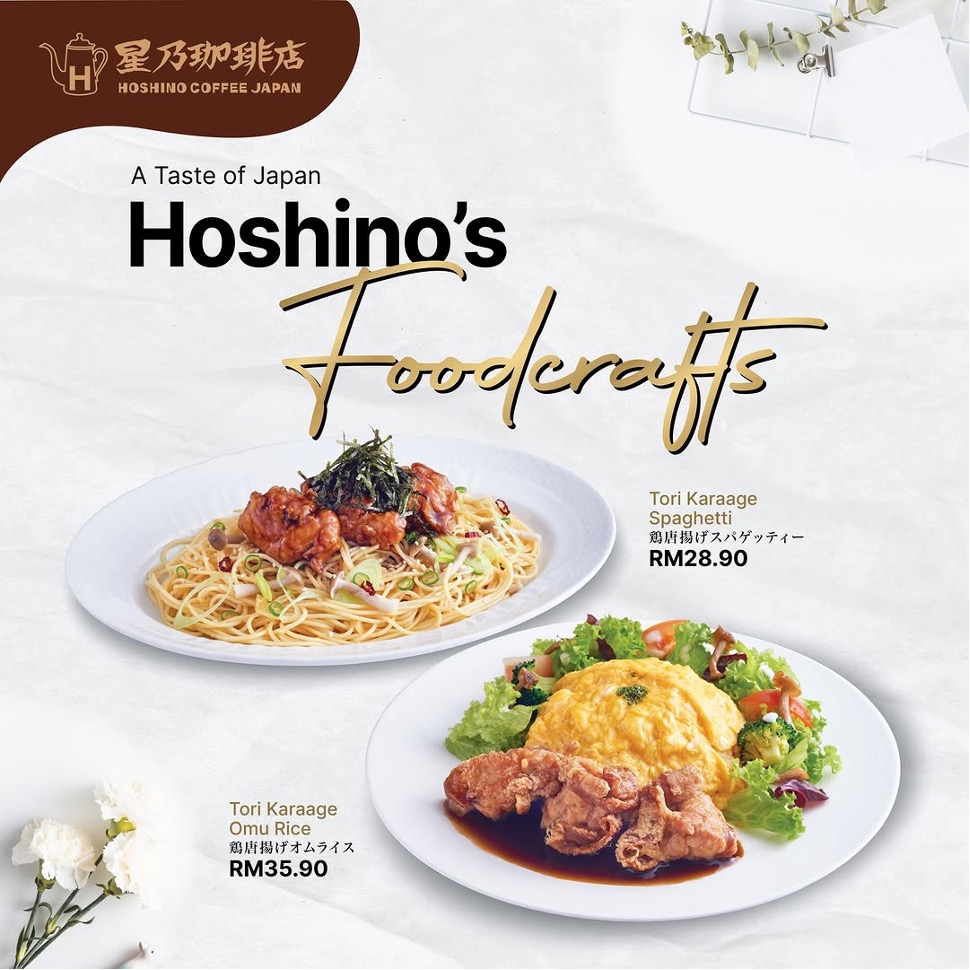 星乃珈琲店
H
HOSHINO COFFEE JAPAN
A Taste of Japan
Hoshino's
Foodcrafts
Tori Karaage
Spaghetti
鶏唐揚げスパゲッティー
RM28.90
Tori Karaage
Omu Rice
鶏唐揚げオムライス
RM35.90